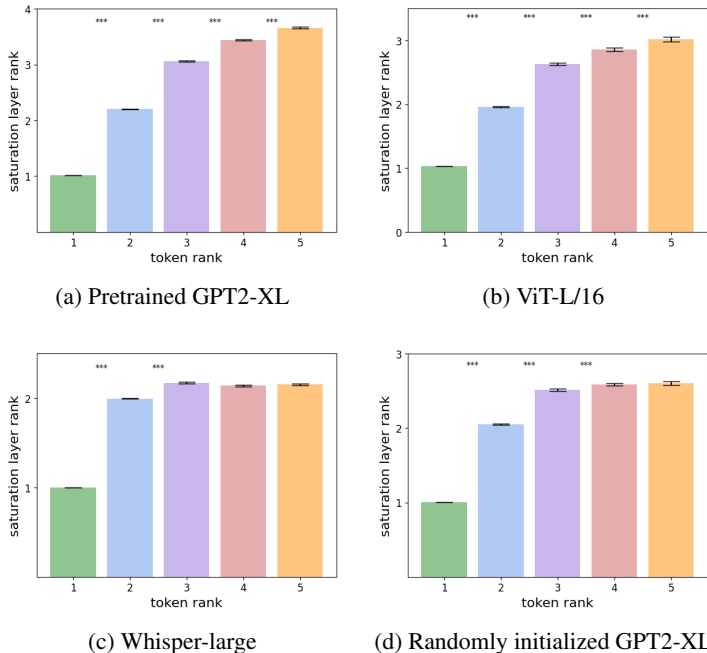 *** *** *** ***
saturation layer rank
4
3
2
1
1 2 3 4 5
token rank
(a) Pretrained GPT2-XL
*** *** *** ***
saturation layer rank
3
2
1
0
1 2 3 4 5
token rank
(b) ViT-L/16
*** ***
saturation layer rank
2
1
1 2 3 4 5
token rank
(c) Whisper-large
*** *** ***
saturation layer rank
3
2
1
1 2 3 4 5
token rank
(d) Randomly initialized GPT2-XL